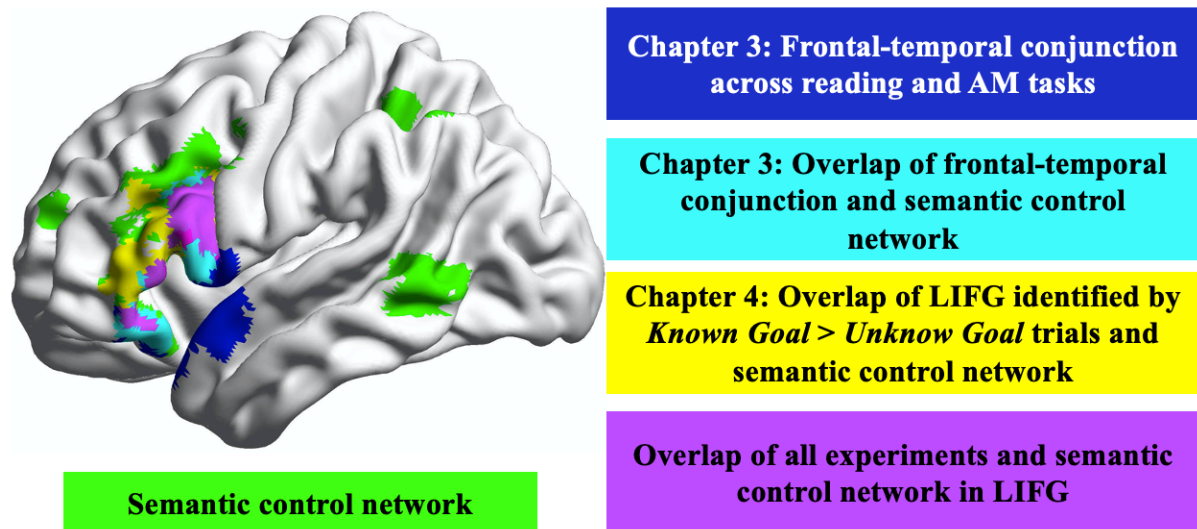 Chapter 3: Frontal-temporal conjunction
across reading and AM tasks
Chapter 3: Overlap of frontal-temporal
conjunction and semantic control
network
Chapter 4: Overlap of LIFG identified by
Known Goal > Unknow Goal trials and
semantic control network
Overlap of all experiments and semantic
control network in LIFG
Semantic control network